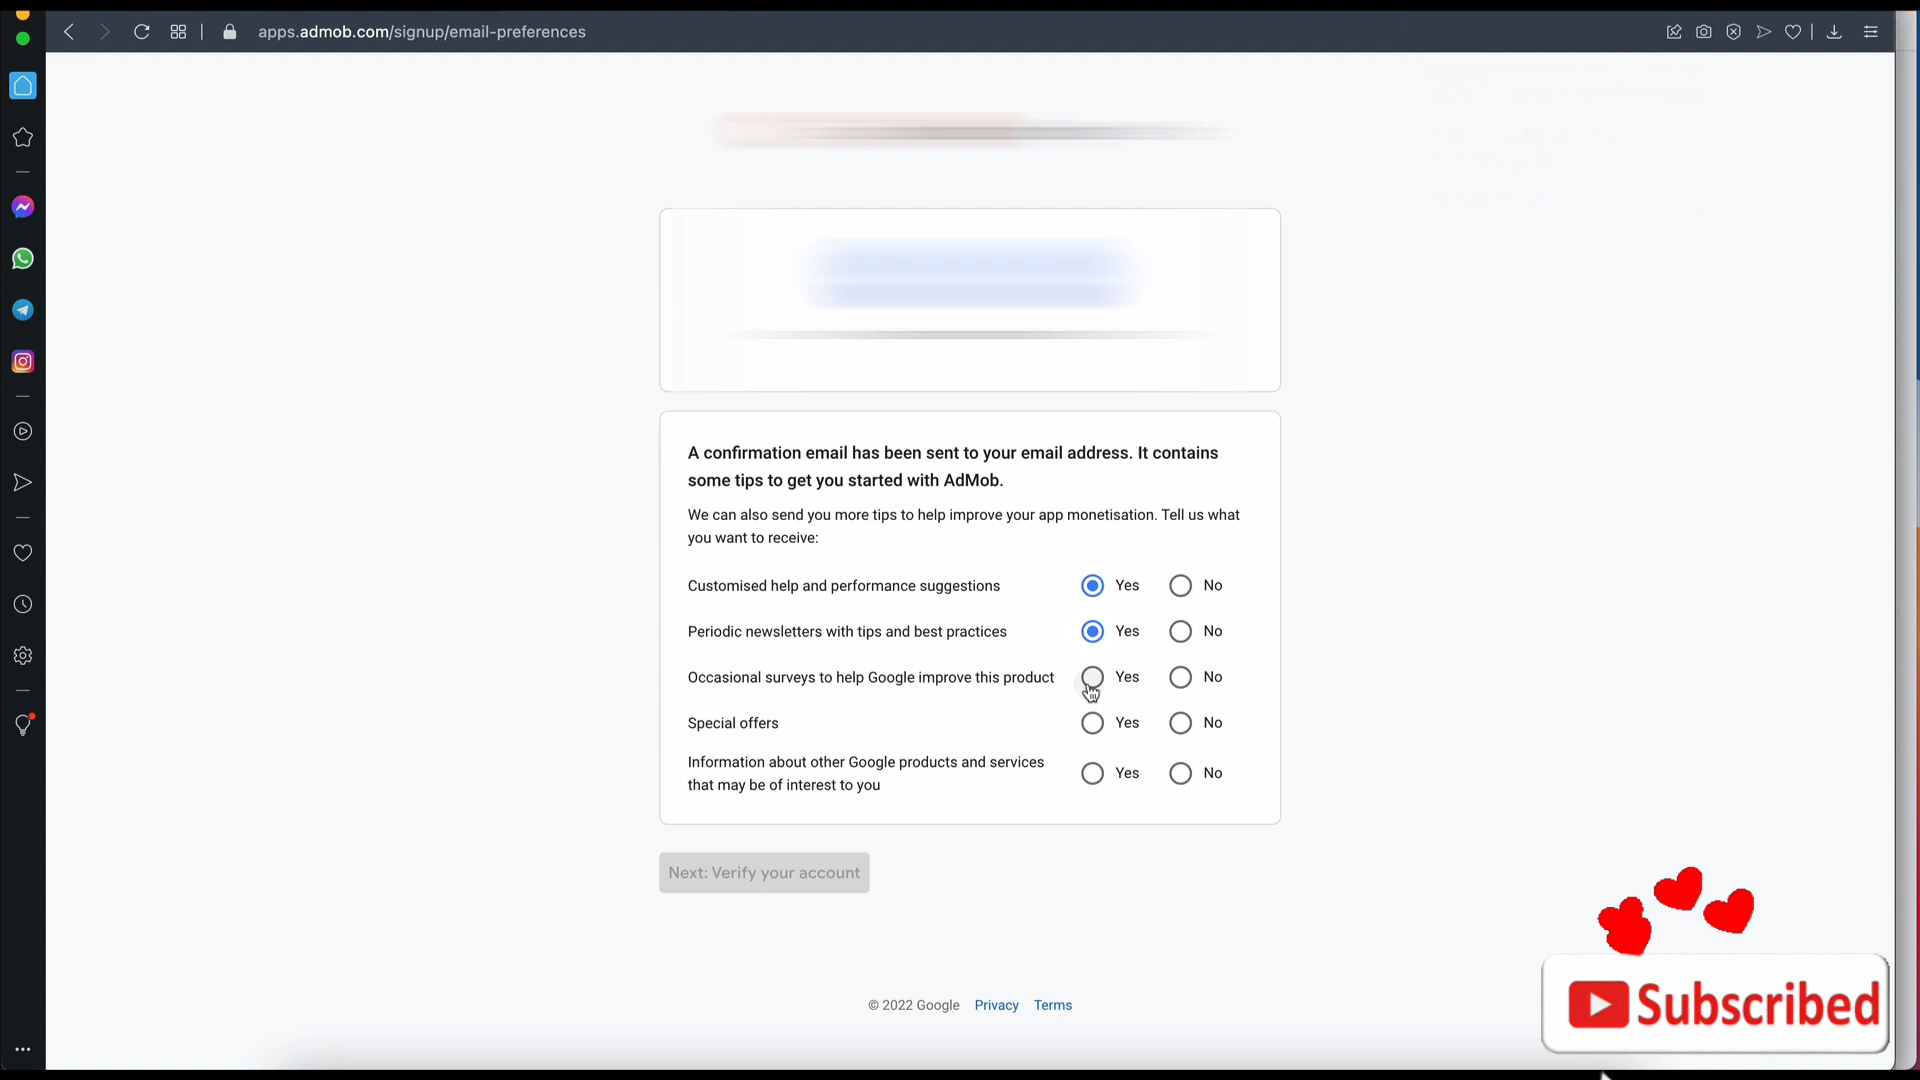 apps.admob.com/signup/email-preferences
A confirmation email has been sent to your email address. It contains
some tips to get you started with AdMob.
We can also send you more tips to help improve your app monetisation. Tell us what
you want to receive:
Customised help and performance suggestions Yes No
Periodic newsletters with tips and best practices Yes No
Occasional surveys to help Google improve this product Yes No
Special offers Yes No
Information about other Google products and services
that may be of interest to you Yes No
Next: Verify your account
© 2022 Google Privacy Terms
Subscribed